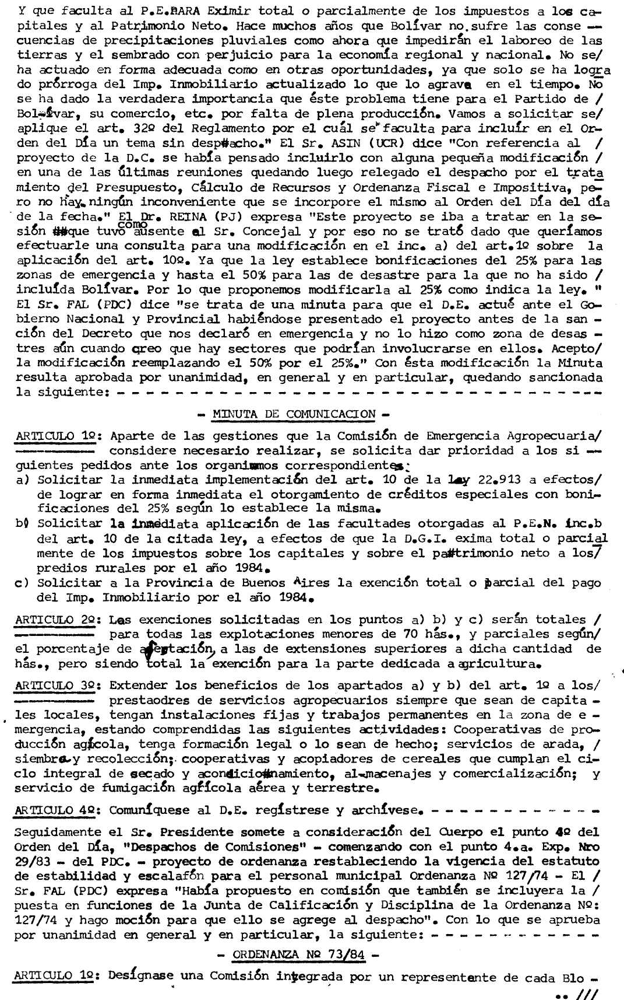 Y que faculta al P.E.PARA Eximir total o parcialmente de los impuestos a los ca-
pitales y al Patrimonio Neto. Hace muchos años que Bolívar no sufre las conse --
cuencias de precipitaciones pluviales como ahora que impedirán el laboreo de las
tierras y el sembrado con perjuicio para la economía regional y nacional. No se/
ha actuado en forma adecuada como en otras oportunidades, ya que solo se ha logra
do prórroga del Imp. Inmobiliario actualizado lo que lo agrava  en el tiempo. No
se ha dado la verdadera importancia que éste problema tiene para el Partido de /
Bol-ívar, su comercio, etc. por falta de plena producción. Vamos a solicitar se/
aplique el art. 32º del Reglamento por el cuál se faculta para incluír en el Or-
den del Día un tema sin desp#acho." El Sr. ASIN (UCR) dice "Con referencia al  /
proyecto de la D.C. se había pensado incluirlo con alguna pequeña modificación /
en una de las últimas reuniones quedando luego relegado el despacho por el trata
miento del Presupuesto, Cálculo de Recursos y Ordenanza Fiscal e Impositiva, pe-
ro no hay ningún inconveniente que se incorpore el mismo al Orden del Día del día
de la fecha." El Dr. REINA (PJ) expresa "Este proyecto se iba a tratar en la se-
sión ##que tuvo como ausente al Sr. Concejal y por eso no se trató dado que queríamos
efectuarle una consulta para una modificación en el inc. a) del art.1º sobre  la
aplicación del art. 10º. Ya que la ley establece bonificaciones del 25% para las
zonas de emergencia y hasta el 50% para las de desastre para la que no ha sido /
incluída Bolívar. Por lo que proponemos modificarla al 25% como indica la ley. "
El Sr. FAL (PDC) dice "se trata de una minuta para que el D.E. actué ante el Go-
bierno Nacional y Provincial habiéndose presentado el proyecto antes de la san -
ción del Decreto que nos declaró en emergencia y no lo hizo como zona de desas -
tres aún cuando creo que hay sectores que podrían involucrarse en ellos. Acepto/
la modificación reemplazando el 50% por el 25%." Con ésta modificación la Minuta
resulta aprobada por unanimidad, en general y en particular, quedando sancionada
la siguiente: - - - - - - - - - - - - - - - - - - - - - - - - - - - - - - - - - -
- MINUTA DE COMUNICACION -
ARTICULO 1º: Aparte de las gestiones que la Comisión de Emergencia Agropecuaria/
----------- considere necesario realizar, se solicita dar prioridad a los si --
guientes pedidos ante los organismos correspondientes:
a) Solicitar la inmediata implementación del art. 10 de la ley 22.913 a efectos/
de lograr en forma inmediata el otorgamiento de créditos especiales con boni-
ficaciones del 25% según lo establece la misma.
b) Solicitar la inmediata aplicación de las facultades otorgadas al P.E.N. inc.b
del art. 10 de la citada ley, a efectos de que la D.G.I. exima total o parcial
mente de los impuestos sobre los capitales y sobre el pa#trimonio neto a los/
predios rurales por el año 1984.
c) Solicitar a la Provincia de Buenos Aires la exención total o parcial del pago
del Imp. Inmobiliario por el año 1984.
ARTICULO 2º: Las exenciones solicitadas en los puntos a) b) y c) serán totales /
----------- para todas las explotaciones menores de 70 hás., y parciales según/
el porcentaje de afectación, a las de extensiones superiores a dicha cantidad  de
hás., pero siendo total la exención para la parte dedicada a agricultura.
ARTICULO 3º: Extender los beneficios de los apartados a) y b) del art. 1º a los/
----------- prestaodres de servicios agropecuarios siempre que sean de capita -
les locales, tengan instalaciones fijas y trabajos permanentes en la zona de e -
mergencia, estando comprendidas las siguientes actividades: Cooperativas de pro-
ducción agícola, tenga formación legal o lo sean de hecho; servicios de arada, /
siembra y recolección; cooperativas y acopiadores de cereales que cumplan el ci-
clo integral de secado y acondicio#namiento, al-macenajes y comercialización;  y
servicio de fumigación agrícola aérea y terrestre.
ARTICULO 4º: Comuníquese al D.E. regístrese y archívese. - - - - - - - - - - - -
Seguidamente el Sr. Presidente somete a consideración del Cuerpo el punto 4º del
Orden del Día, "Despachos de Comisiones" - comenzando con el punto 4.a. Exp. Nro
29/83 - del PDC. - proyecto de ordenanza restableciendo la vigencia del estatuto
de estabilidad y escalafón para el personal municipal Ordenanza Nº 127/74 - El /
Sr. FAL (PDC) expresa "Había propuesto en comisión que también se incluyera la /
puesta en funciones de la Junta de Calificación y Disciplina de la Ordenanza Nº:
127/74 y hago moción para que ello se agrege al despacho". Con lo que se aprueba
por unanimidad en general y en particular, la siguiente: - - - - - - - - - - - -
- ORDENANZA Nº 73/84 -
ARTICULO 1º: Desígnase una Comisión integrada por un representante de cada Blo -
.. ///